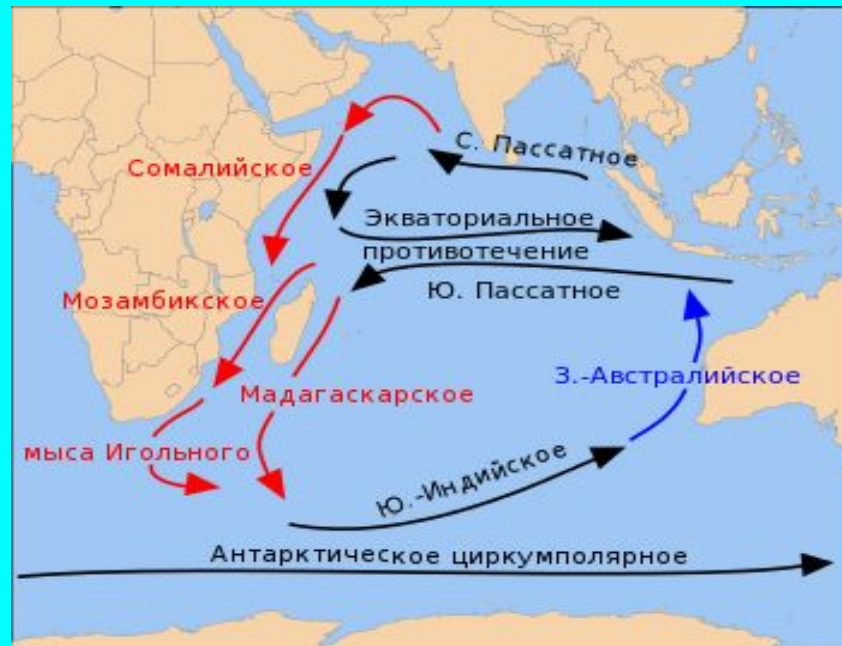 С. Пассатное
Сомалийское
Экваториальное
противотечение
Мозамбикское
Ю. Пассатное
З.-Австралийское
Мадагаскарское
мыса Игольного
Ю.-Индийское
Антарктическое циркумполярное